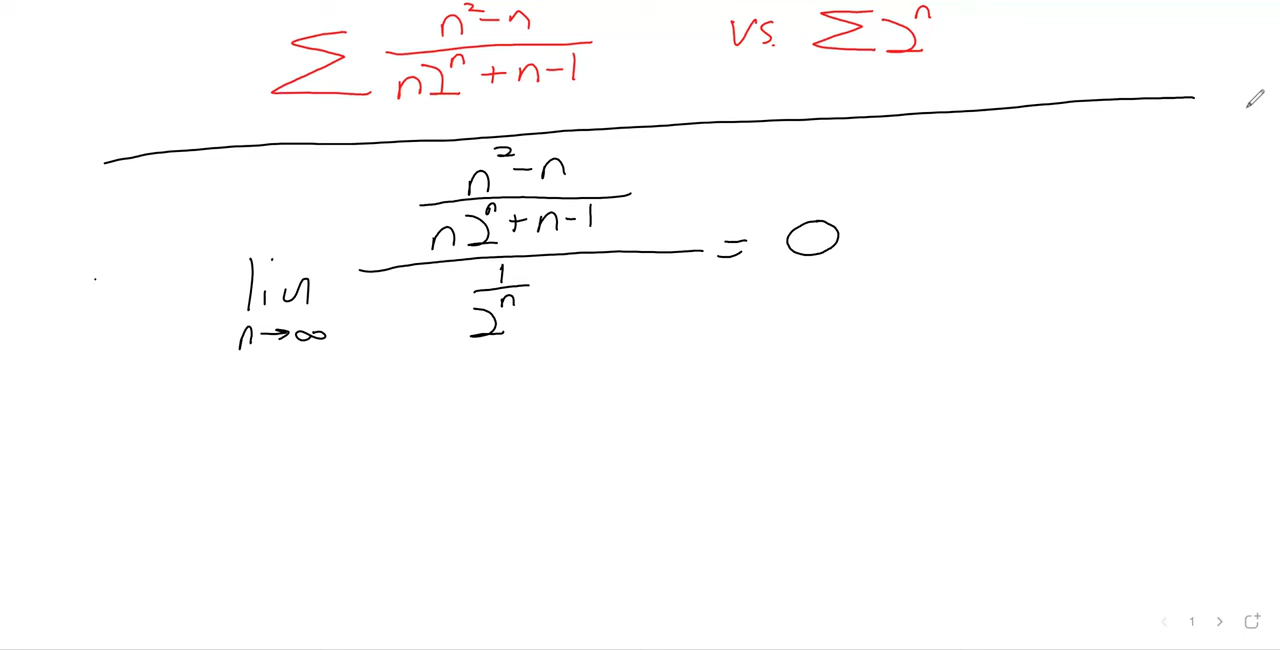 ∑ (n² - n)/(n2ⁿ + n - 1) vs. ∑ 2ⁿ
lim n→∞ ((n² - n)/(n2ⁿ + n - 1))/(1/2ⁿ) = 0
1